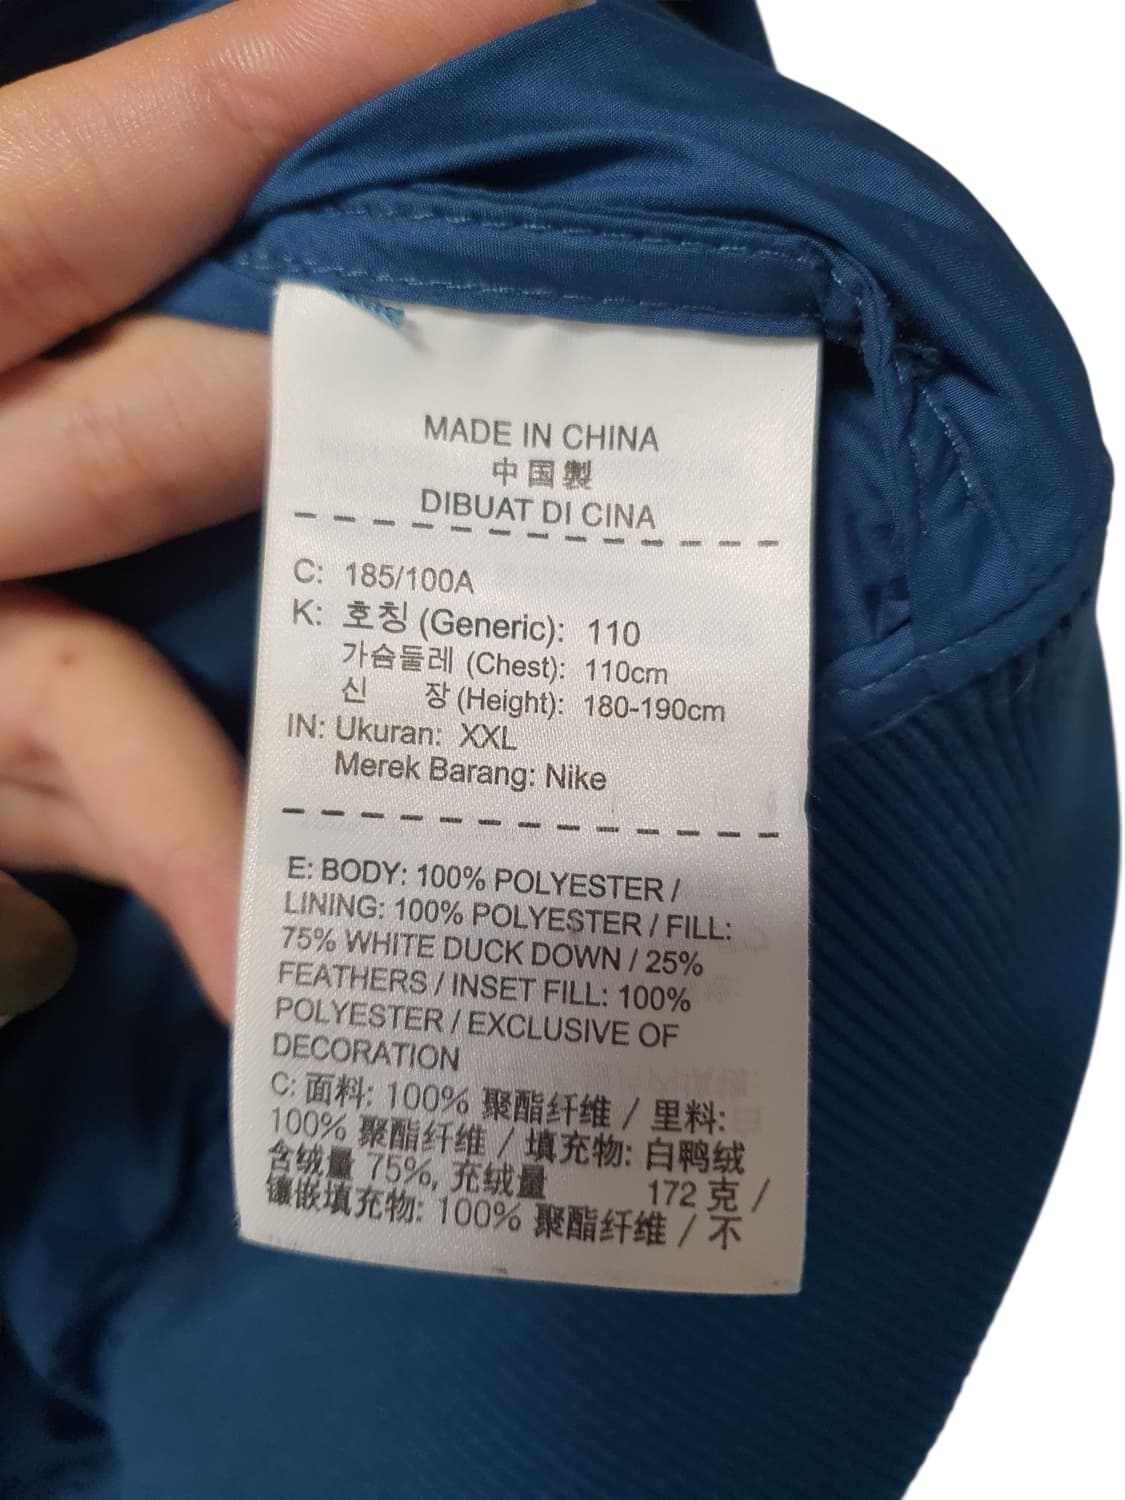 MADE IN CHINA
中国製
DIBUAT DI CINA
C: 185/100A
K: 호칭 (Generic): 110
가슴둘레 (Chest): 110cm
신 장 (Height): 180-190cm
IN: Ukuran: XXL
Merek Barang: Nike
E: BODY: 100% POLYESTER /
LINING: 100% POLYESTER / FILL:
75% WHITE DUCK DOWN / 25%
FEATHERS / INSET FILL: 100%
POLYESTER / EXCLUSIVE OF
DECORATION
C: 面料: 100% 聚酯纤维 / 里料:
100% 聚酯纤维 / 填充物: 白鸭绒
含绒量 75%, 充绒量 172 克 /
镶嵌填充物: 100% 聚酯纤维 / 不